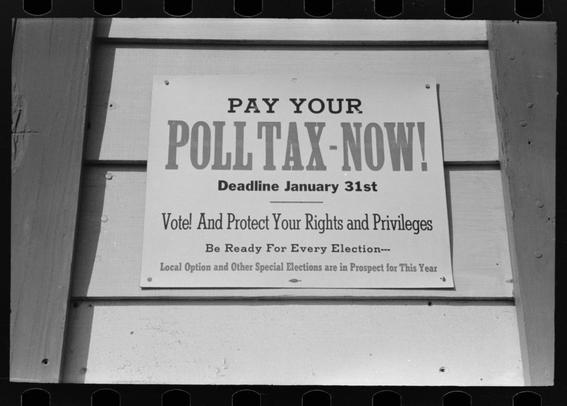 PAY YOUR
POLL TAX-NOW!
Deadline January 31st
Vote! And Protect Your Rights and Privileges
Be Ready For Every Election---
Local Option and Other Special Elections are in Prospect for This Year